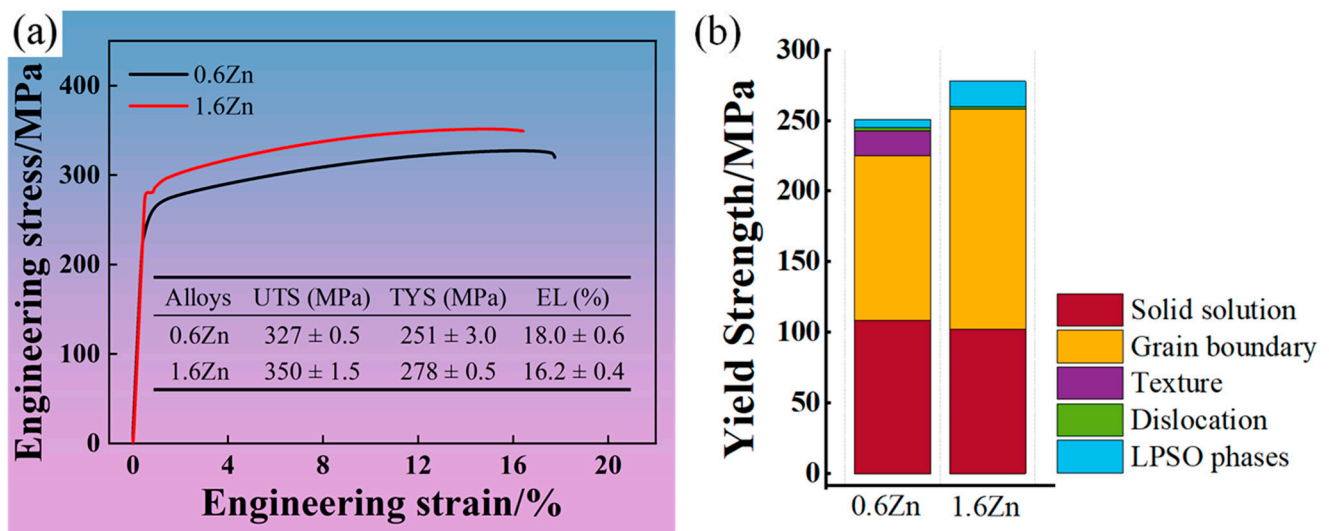 (a)
Engineering stress/MPa
400
300
200
100
0
0.6Zn
1.6Zn
Alloys UTS (MPa) TYS (MPa) EL (%)
0.6Zn 327 ± 0.5 251 ± 3.0 18.0 ± 0.6
1.6Zn 350 ± 1.5 278 ± 0.5 16.2 ± 0.4
0 4 8 12 16 20
Engineering strain/%
(b)
Yield Strength/MPa
300
250
200
150
100
50
0
0.6Zn 1.6Zn
Solid solution
Grain boundary
Texture
Dislocation
LPSO phases